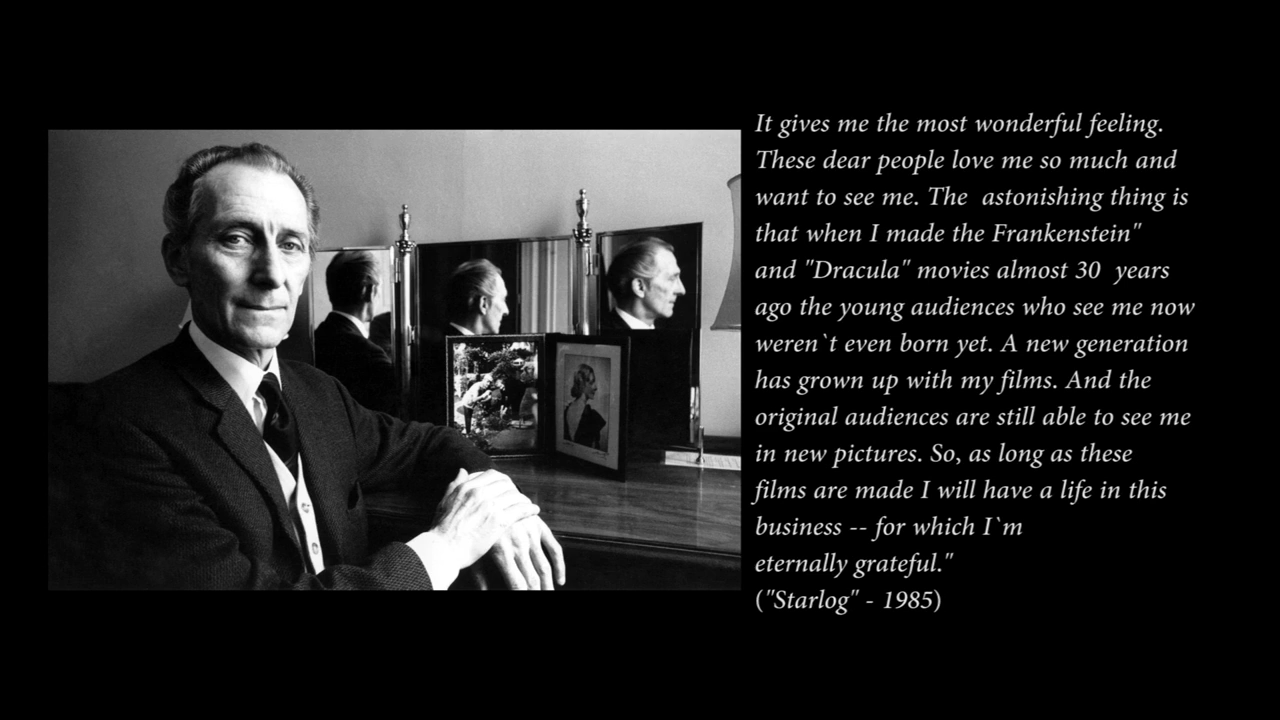 It gives me the most wonderful feeling.
These dear people love me so much and
want to see me. The  astonishing thing is
that when I made the Frankenstein"
and "Dracula" movies almost 30  years
ago the young audiences who see me now
weren`t even born yet. A new generation
has grown up with my films. And the
original audiences are still able to see me
in new pictures. So, as long as these
films are made I will have a life in this
business -- for which I`m
eternally grateful."
("Starlog" - 1985)